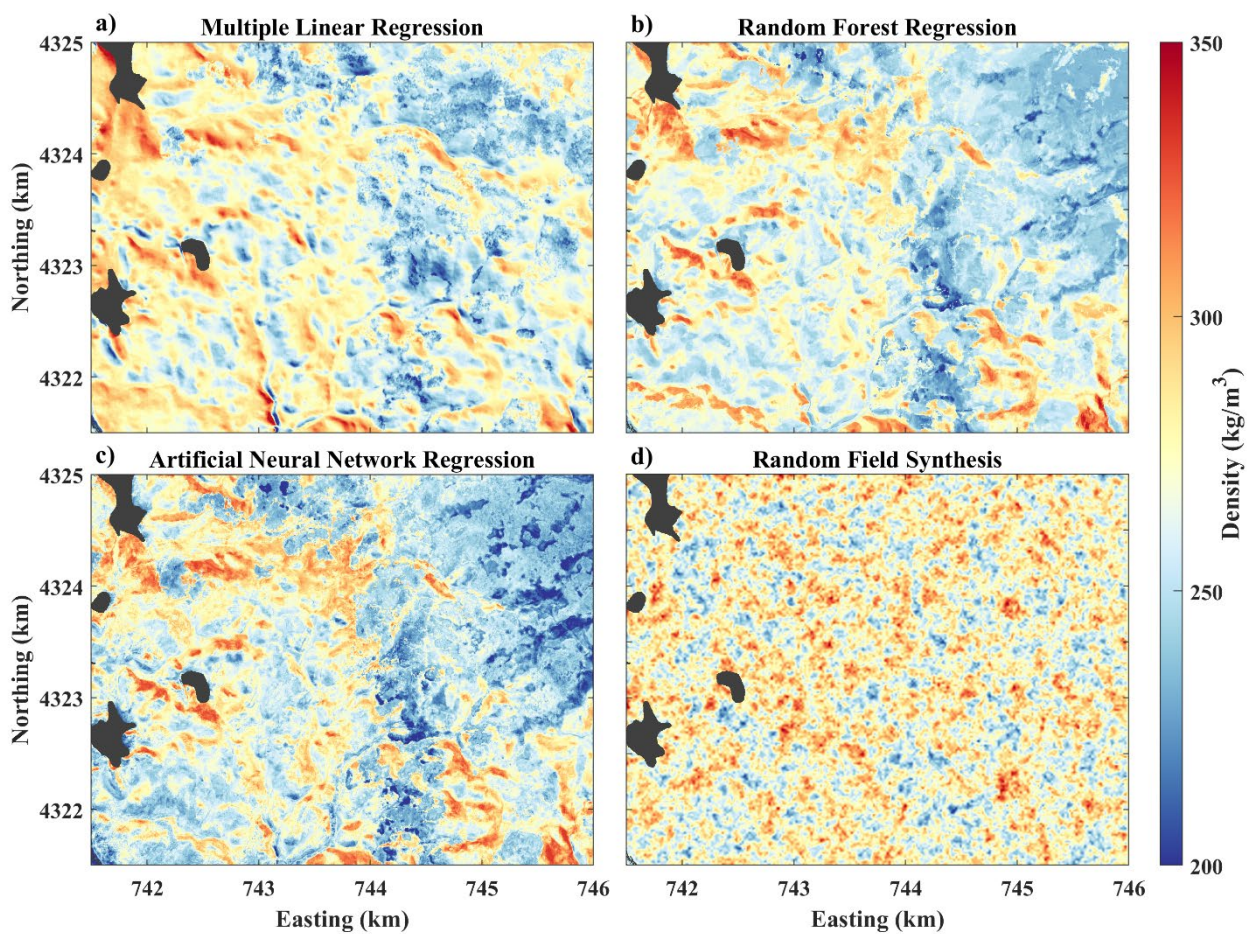 a) Multiple Linear Regression
b) Random Forest Regression
4325
4324
4323
4322
Northing (km)
c) Artificial Neural Network Regression
d) Random Field Synthesis
4325
4324
4323
4322
Northing (km)
742 743 744 745 746
742 743 744 745 746
Easting (km)
Easting (km)
350
300
250
200
Density (kg/m³)